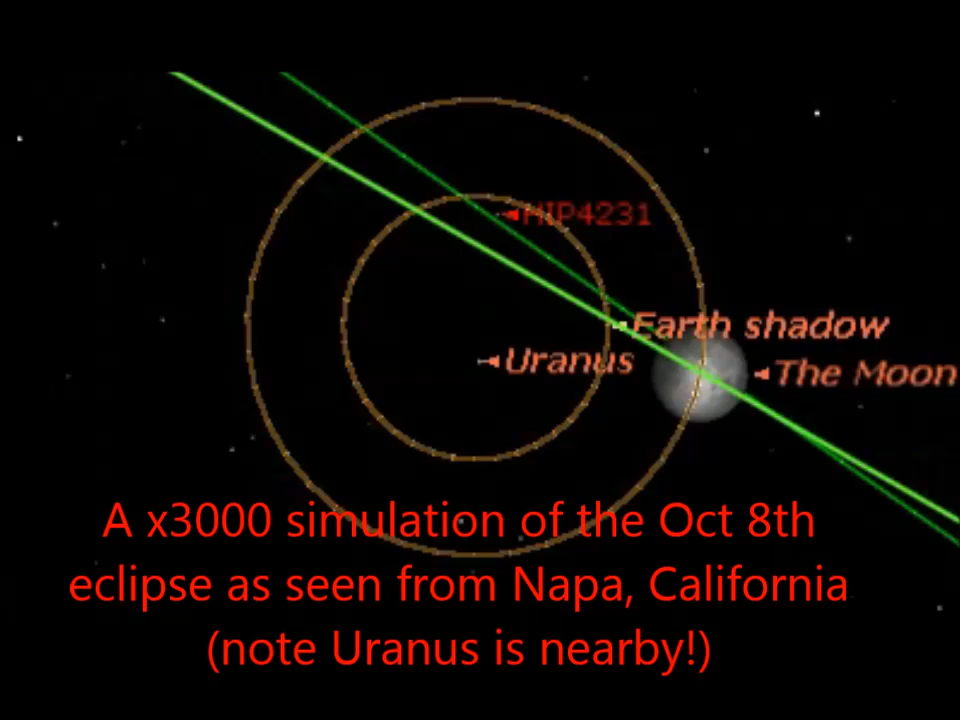 HIP4231
Earth shadow
Uranus
The Moon
A x3000 simulation of the Oct 8th
eclipse as seen from Napa, California
(note Uranus is nearby!)